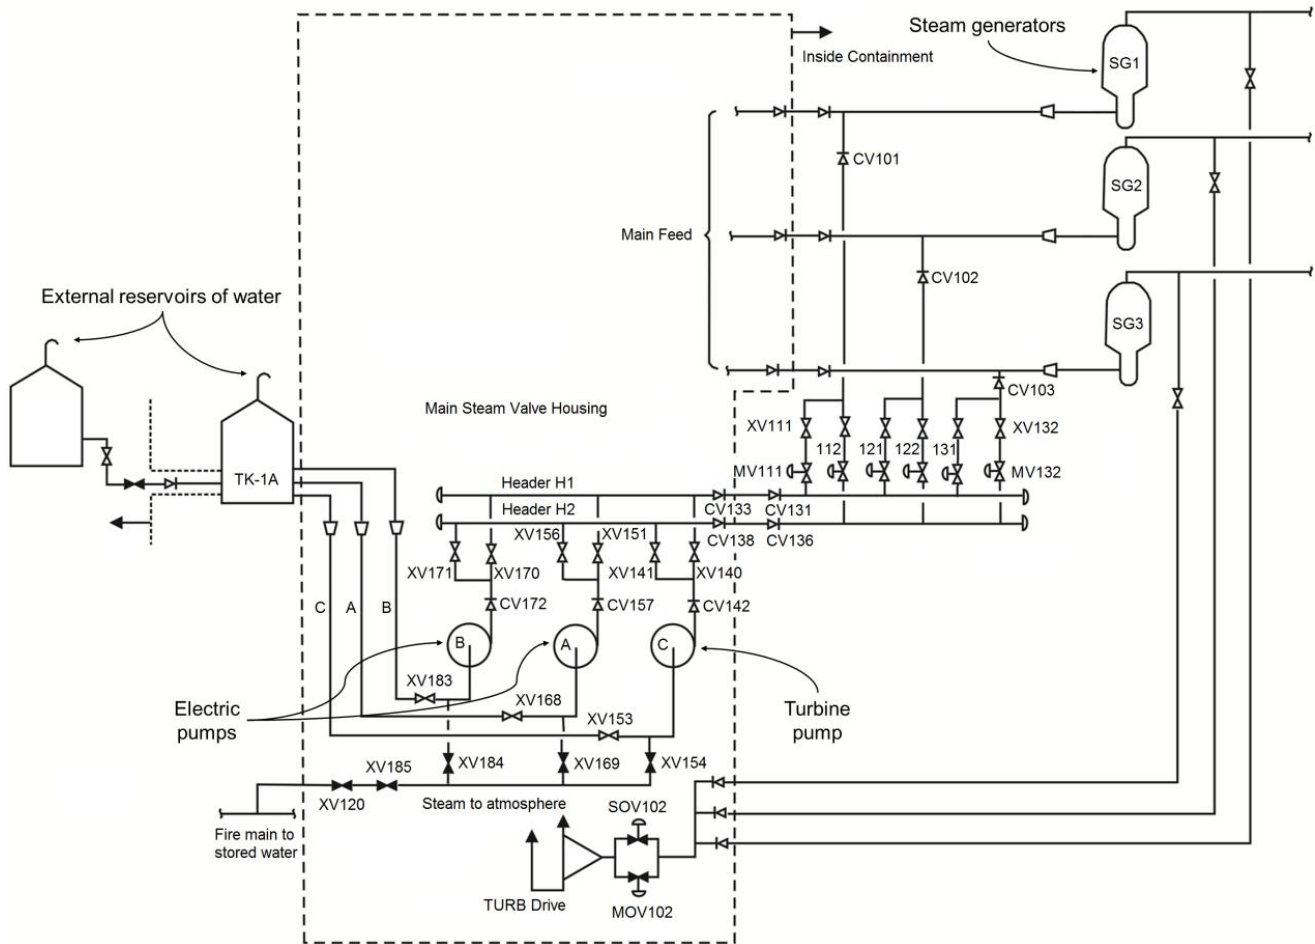 Steam generators
Inside Containment
SG1
CV101
SG2
Main Feed
CV102
External reservoirs of water
SG3
CV103
Main Steam Valve Housing
XV111
112
121
122
131
XV132
TK-1A
MV111
MV132
Header H1
CV133
CV131
Header H2
XV156
XV151
CV138
CV136
XV171
XV170
XV141
XV140
C
A
B
CV172
CV157
CV142
B
A
C
XV183
XV168
Electric
pumps
XV153
Turbine
pump
XV185
XV184
XV169
XV154
XV120
Steam to atmosphere
SOV102
Fire main to
stored water
TURB Drive
MOV102